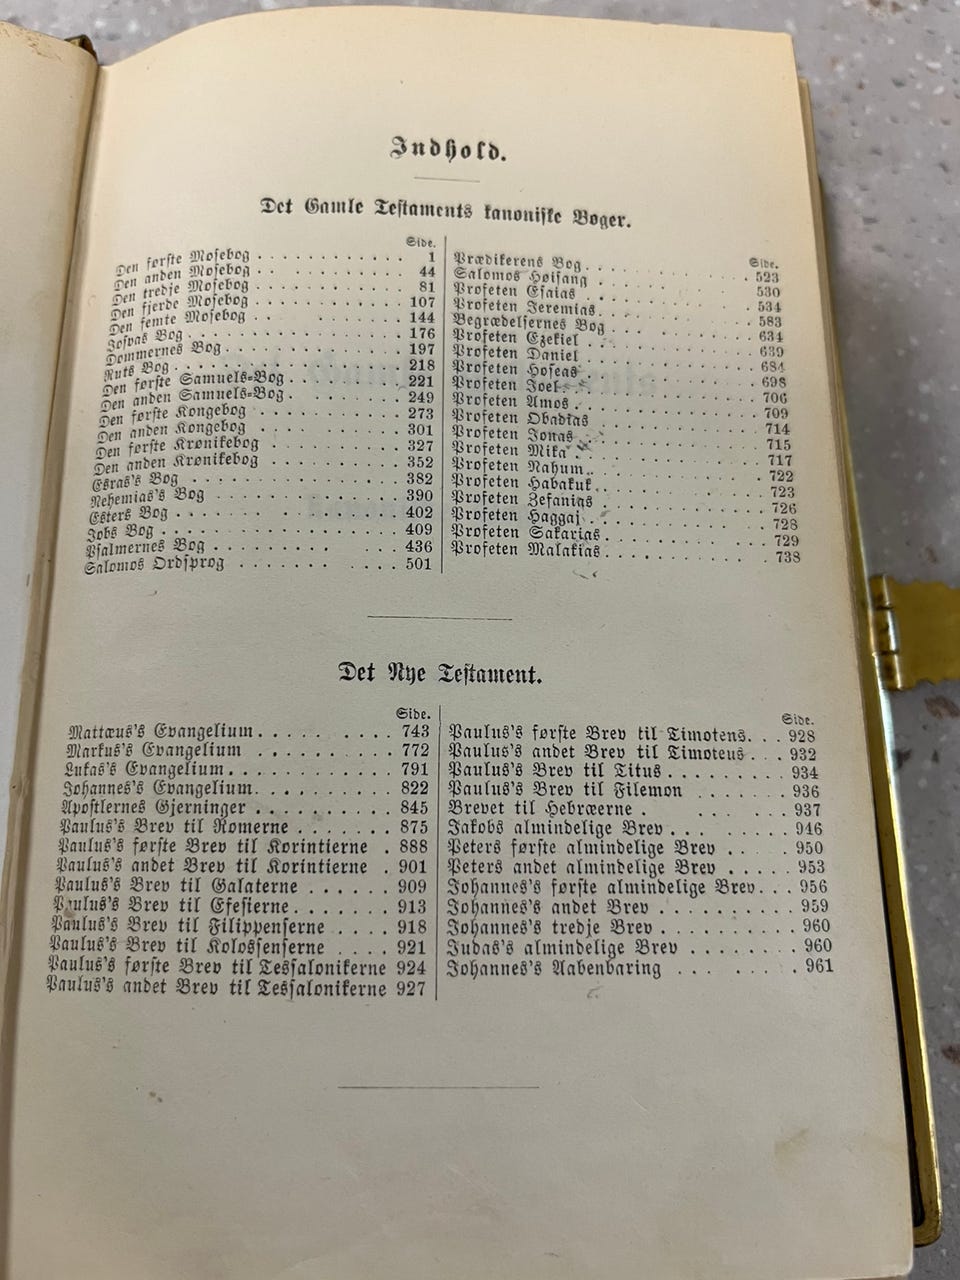 Indhold.
Det Gamle Testaments kanoniske Bøger.
Side.
Den første Mosebog . . . . . . . . . . . . 1
Den anden Mosebog . . . . . . . . . . . 44
Den tredje Mosebog . . . . . . . . . . . 81
Den fjerde Mosebog . . . . . . . . . . . 107
Den femte Mosebog . . . . . . . . . . . 144
Josvas Bog . . . . . . . . . . . . . . . 176
Dommernes Bog . . . . . . . . . . . . . 197
Ruts Bog . . . . . . . . . . . . . . . . 218
Den første Samuels=Bog . . . . . . . . . 221
Den anden Samuels=Bog . . . . . . . . . 249
Den første Kongebog . . . . . . . . . . 273
Den anden Kongebog . . . . . . . . . . 301
Den første Krønikebog . . . . . . . . . 327
Den anden Krønikebog . . . . . . . . . 352
Esras's Bog . . . . . . . . . . . . . . 382
Nehemias's Bog . . . . . . . . . . . . 390
Esters Bog . . . . . . . . . . . . . . 402
Jobs Bog . . . . . . . . . . . . . . . 409
Psalmernes Bog . . . . . . . . . . . . 436
Salomos Ordsprog . . . . . . . . . . . 501
Side.
Prædikerens Bog . . . . . . . . . . . 523
Salomos Høisang . . . . . . . . . . . 530
Profeten Esaias . . . . . . . . . . . 534
Profeten Jeremias . . . . . . . . . . 583
Begrædelsernes Bog . . . . . . . . . . 634
Profeten Ezekiel . . . . . . . . . . . 639
Profeten Daniel . . . . . . . . . . . 684
Profeten Hoseas . . . . . . . . . . . 698
Profeten Joel . . . . . . . . . . . . 706
Profeten Amos . . . . . . . . . . . . 709
Profeten Obadias . . . . . . . . . . . 714
Profeten Jonas . . . . . . . . . . . . 715
Profeten Mika . . . . . . . . . . . . 717
Profeten Nahum . . . . . . . . . . . . 722
Profeten Habakuk . . . . . . . . . . . 723
Profeten Zefanias . . . . . . . . . . 726
Profeten Haggaj . . . . . . . . . . . 728
Profeten Sakarias . . . . . . . . . . 729
Profeten Malakias . . . . . . . . . . 738
Det Nye Testament.
Side.
Mattæus's Evangelium . . . . . . . . . 743
Markus's Evangelium . . . . . . . . . 772
Lukas's Evangelium . . . . . . . . . . 791
Johannes's Evangelium . . . . . . . . 822
Apostlernes Gjerninger . . . . . . . . 845
Paulus's Brev til Romerne . . . . . . 875
Paulus's første Brev til Korintierne . 888
Paulus's andet Brev til Korintierne . 901
Paulus's Brev til Galaterne . . . . . . 909
Paulus's Brev til Efesierne . . . . . . . 913
Paulus's Brev til Filippenserne . . . . 918
Paulus's Brev til Kolossenserne . . . . 921
Paulus's første Brev til Tessalonikerne 924
Paulus's andet Brev til Tessalonikerne 927
Side.
Paulus's første Brev til Timoteus . . . 928
Paulus's andet Brev til Timoteus . . . 932
Paulus's Brev til Titus . . . . . . . . 934
Paulus's Brev til Filemon . . . . . . . 936
Brevet til Hebræerne . . . . . . . . . 937
Jakobs almindelige Brev . . . . . . . 946
Peters første almindelige Brev . . . . . 950
Peters andet almindelige Brev . . . . . 953
Johannes's første almindelige Brev . . . 956
Johannes's andet Brev . . . . . . . . 959
Johannes's tredje Brev . . . . . . . . 960
Judas's almindelige Brev . . . . . . . 960
Johannes's Aabenbaring . . . . . . . 961